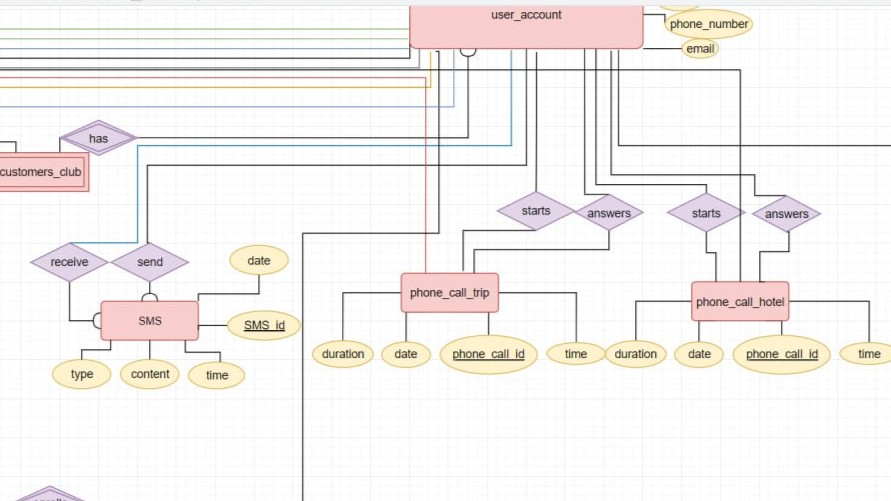 user_account
phone_number
email
has
customers_club
starts
answers
starts
answers
receive
send
date
SMS
SMS_id
phone_call_trip
phone_call_hotel
duration
date
phone_call_id
time
duration
date
phone_call_id
time
type
content
time